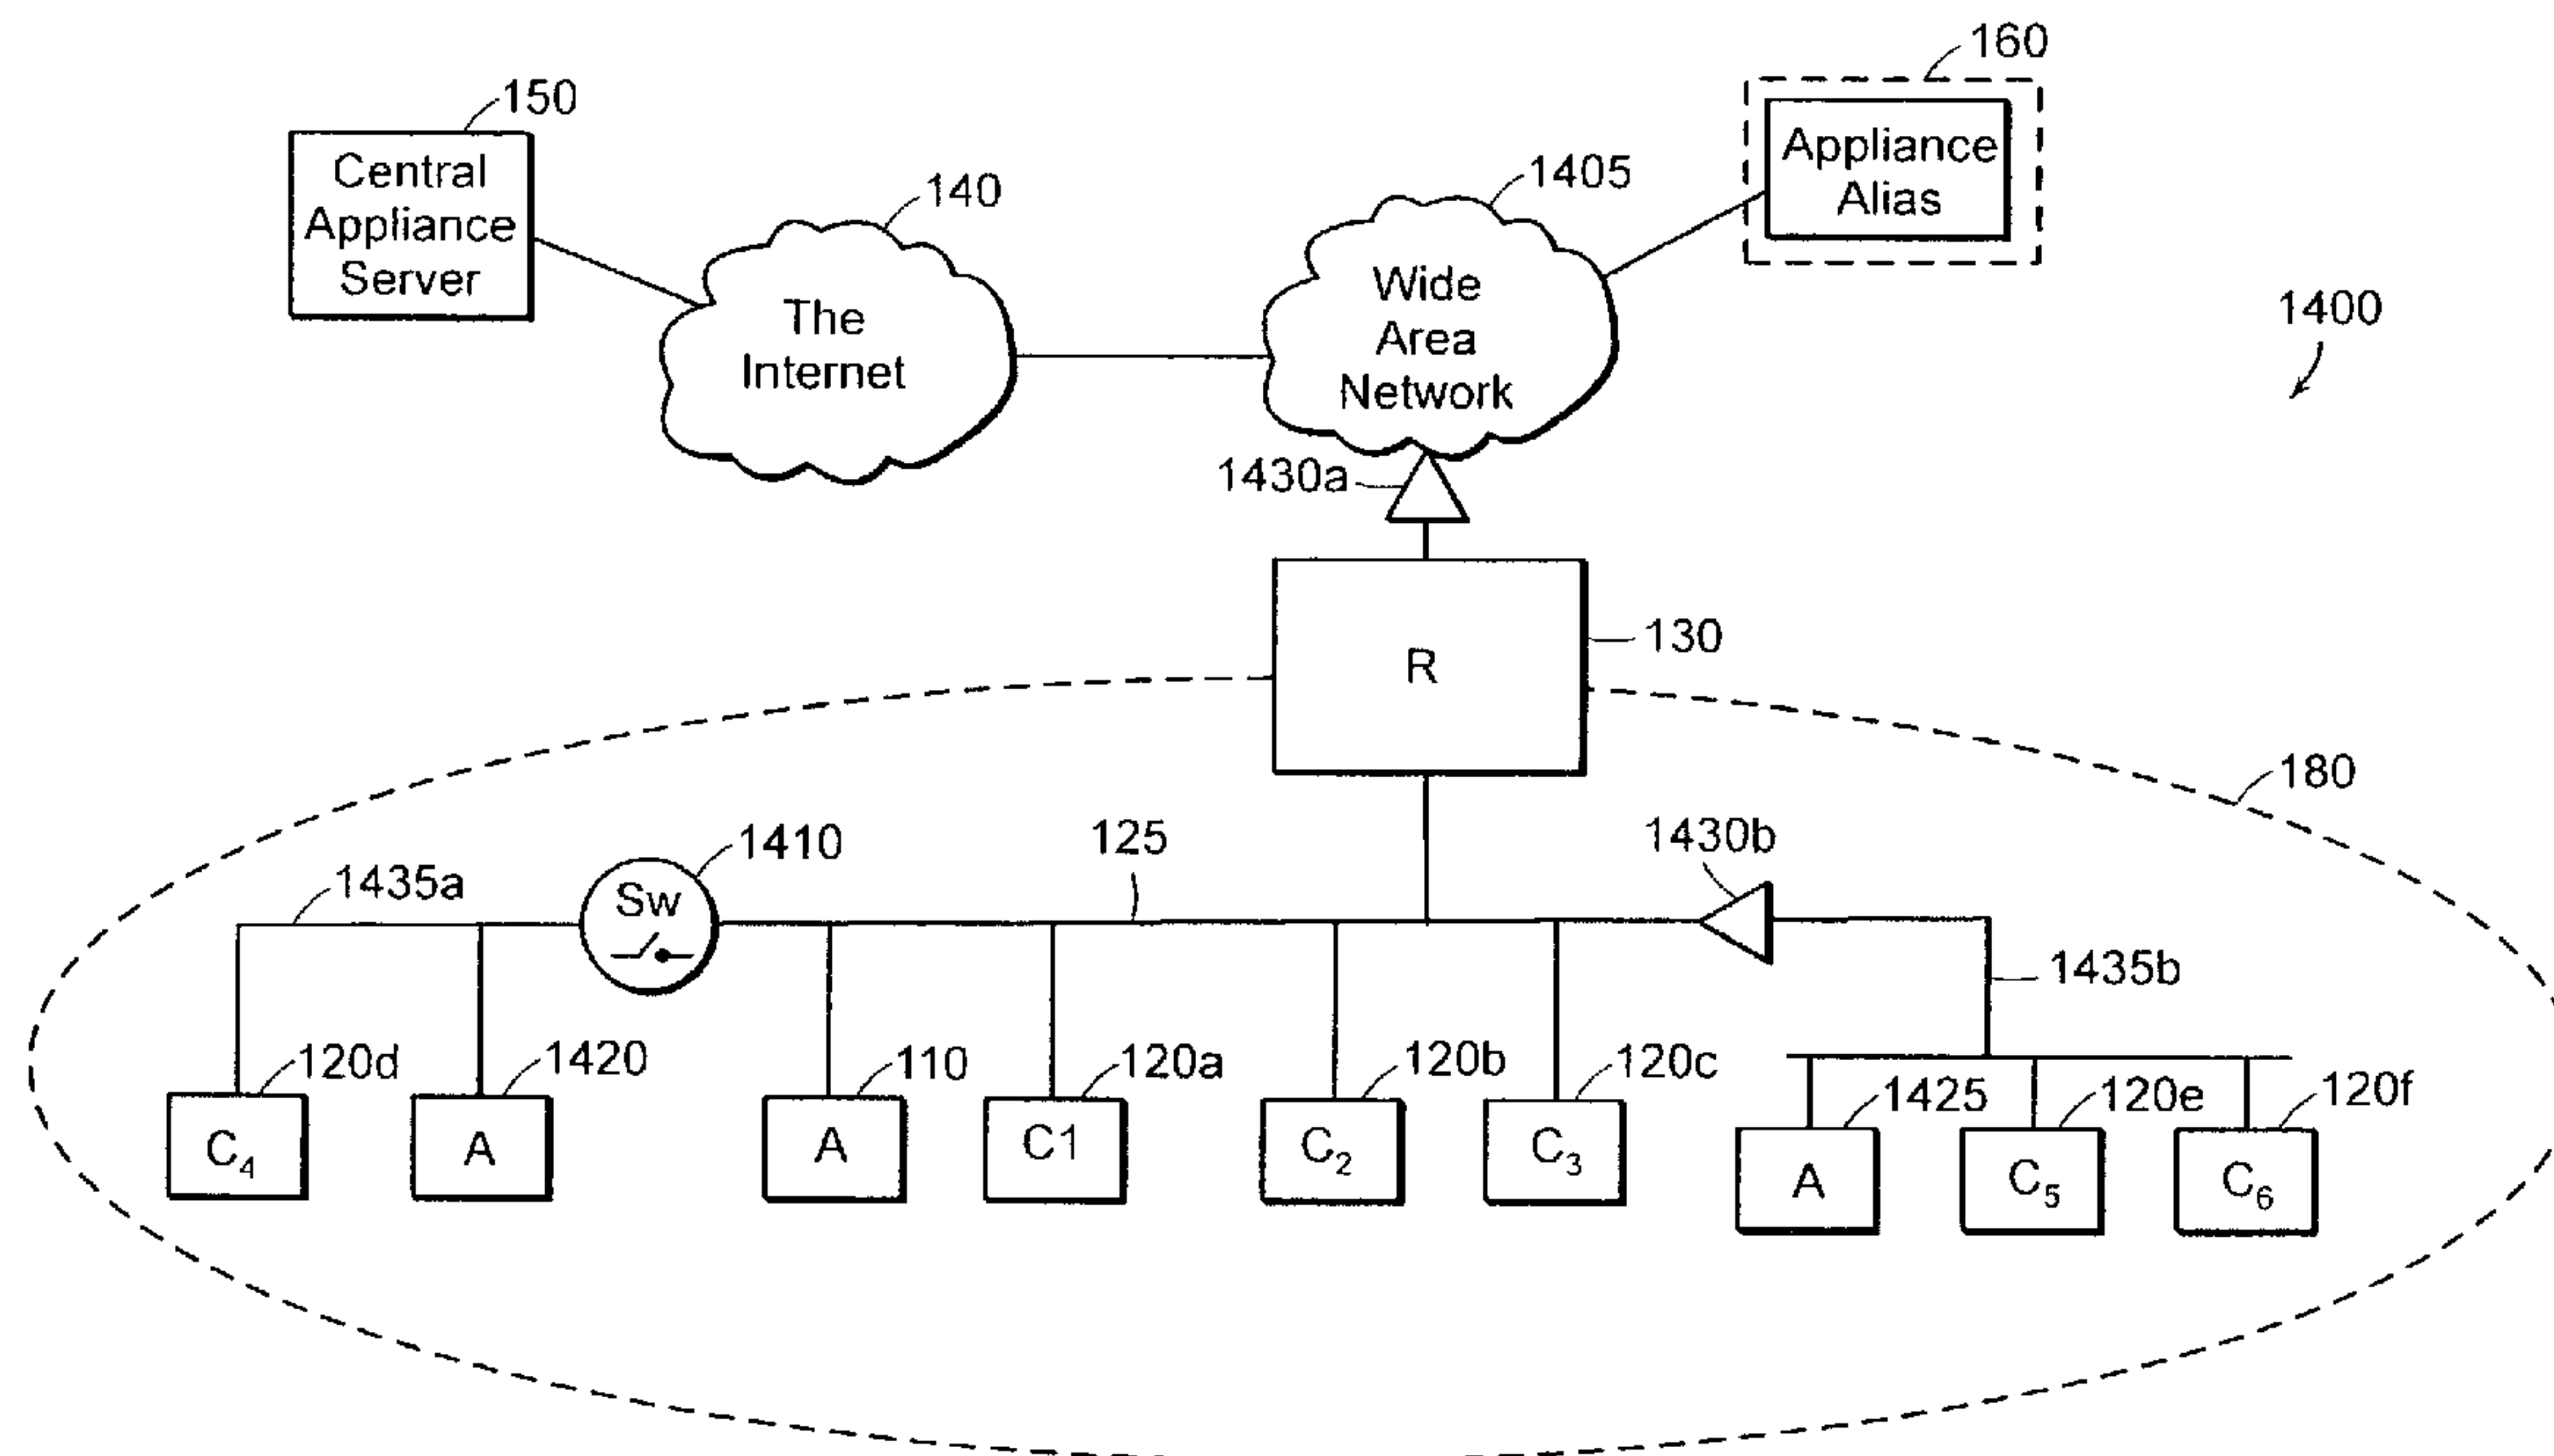 160
150
Appliance
Alias
Central
Appliance
Server
140
1405
The
Internet
Wide
Area
Network
1400
1430a
R
130
180
1410
125
1430b
1435a
Sw
1435b
120d
1420
110
120a
120b
120c
1425
120e
120f
C4
A
A
C1
C2
C3
A
C5
C6